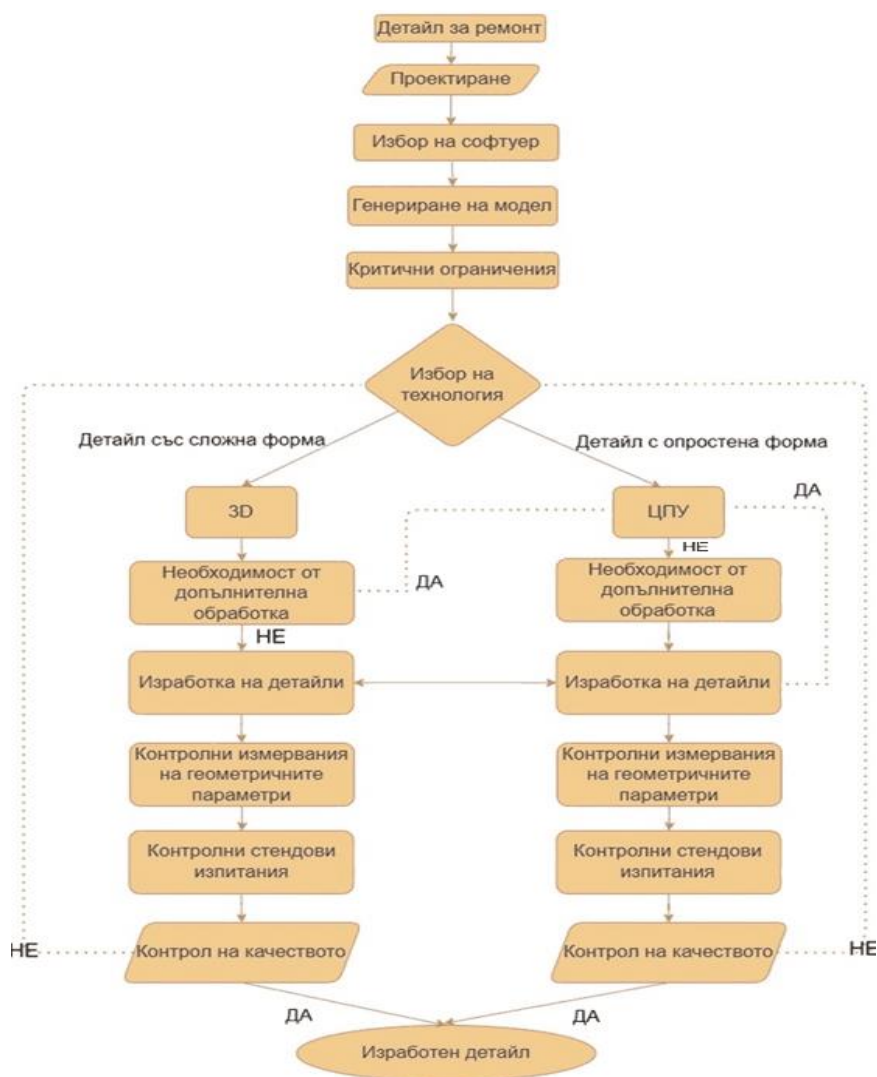 Детайл за ремонт
Проектиране
Избор на софтуер
Генериране на модел
Критични ограничения
Избор на
технология
Детайл със сложна форма
Детайл с опростена форма
3D
ЦПУ
ДА
НЕ
Необходимост от
допълнителна
обработка
ДА
Необходимост от
допълнителна
обработка
НЕ
Изработка на детайли
Изработка на детайли
Контролни измервания
на геометричните
параметри
Контролни измервания
на геометричните
параметри
Контролни стендови
изпитания
Контролни стендови
изпитания
НЕ
Контрол на качеството
Контрол на качеството
НЕ
ДА
ДА
Изработен детайл